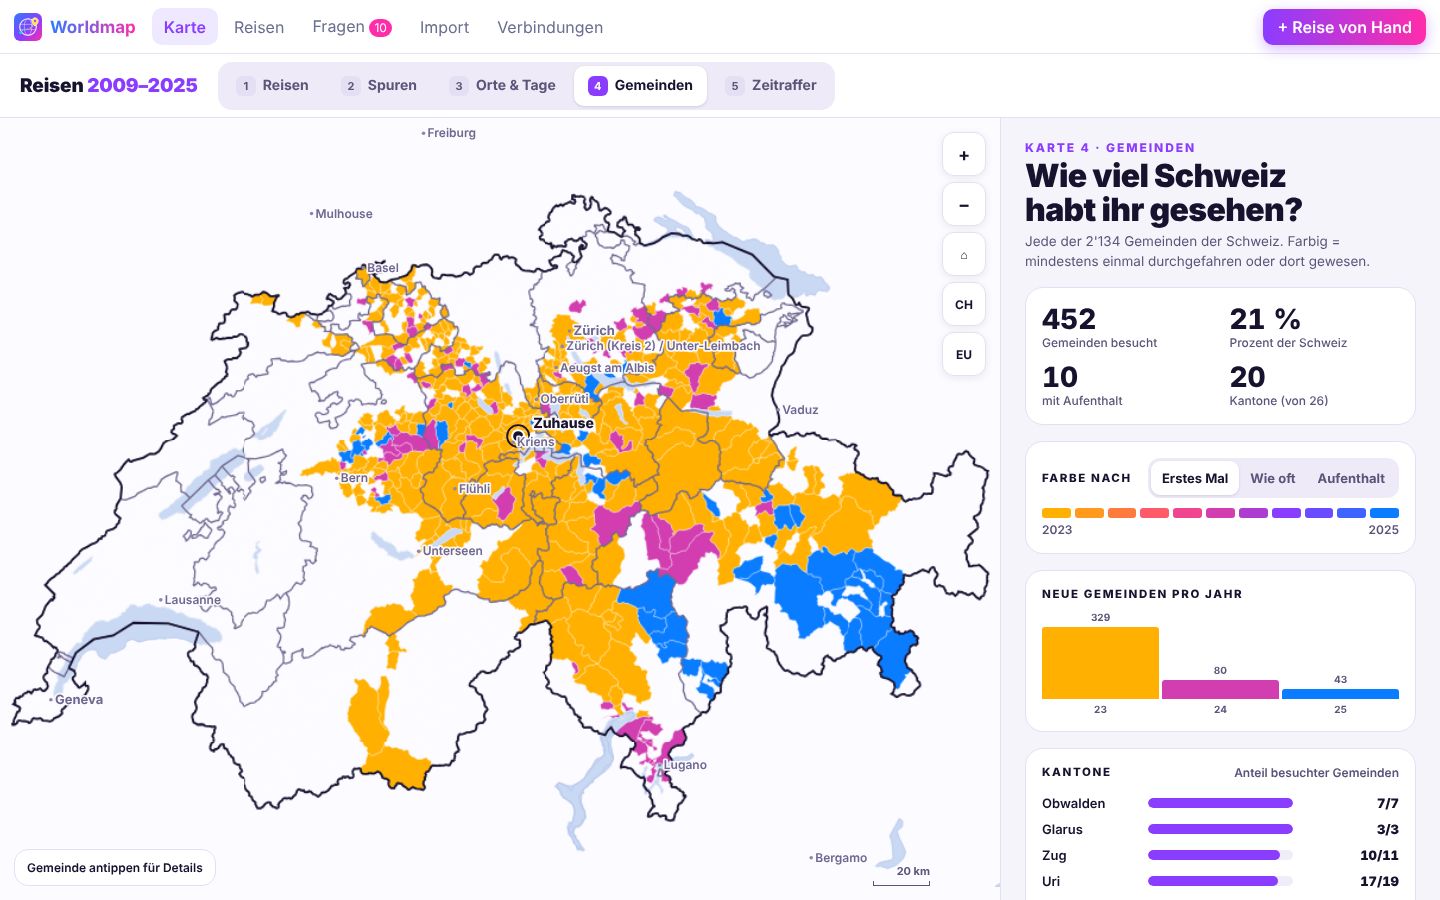 Worldmap
Karte
Reisen
Fragen 10
Import
Verbindungen
+ Reise von Hand
Reisen 2009–2025
1 Reisen
2 Spuren
3 Orte & Tage
4 Gemeinden
5 Zeitraffer
Freiburg
Mulhouse
Basel
Zürich
Zürich (Kreis 2) / Unter-Leimbach
Aeugst am Albis
Oberrüti
Vaduz
Zuhause
Kriens
Bern
Flühli
Unterseen
Lausanne
Geneva
Lugano
Bergamo
20 km
+
−
⌂
CH
EU
Gemeinde antippen für Details
KARTE 4 · GEMEINDEN
Wie viel Schweiz
habt ihr gesehen?
Jede der 2'134 Gemeinden der Schweiz. Farbig =
mindestens einmal durchgefahren oder dort gewesen.
452
Gemeinden besucht
21 %
Prozent der Schweiz
10
mit Aufenthalt
20
Kantone (von 26)
FARBE NACH
Erstes Mal
Wie oft
Aufenthalt
2023
2025
NEUE GEMEINDEN PRO JAHR
329
80
43
23
24
25
KANTONE
Anteil besuchter Gemeinden
Obwalden 7/7
Glarus 3/3
Zug 10/11
Uri 17/19